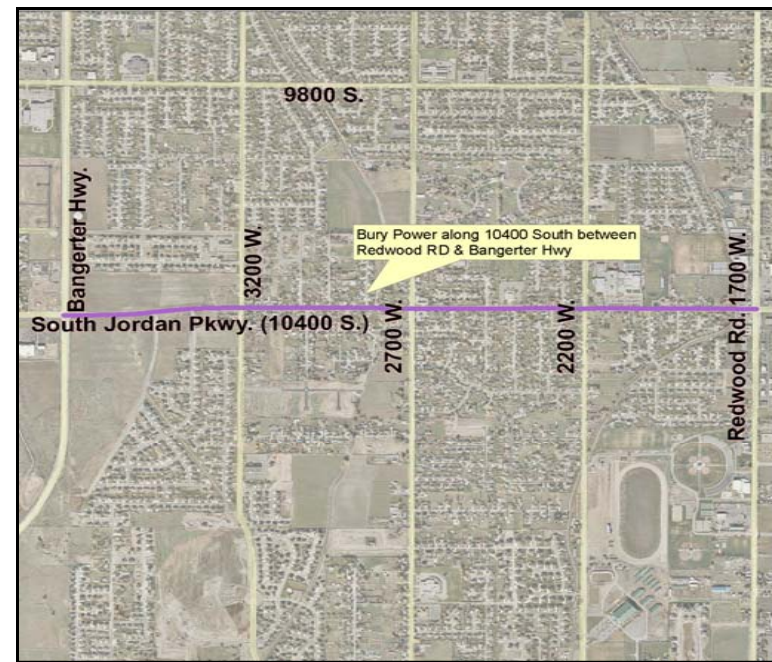 9800 S.
Bangerter Hwy.
3200 W.
Bury Power along 10400 South between
Redwood RD & Bangerter Hwy
South Jordan Pkwy. (10400 S.)
2700 W.
2200 W.
Redwood Rd. 1700 W.